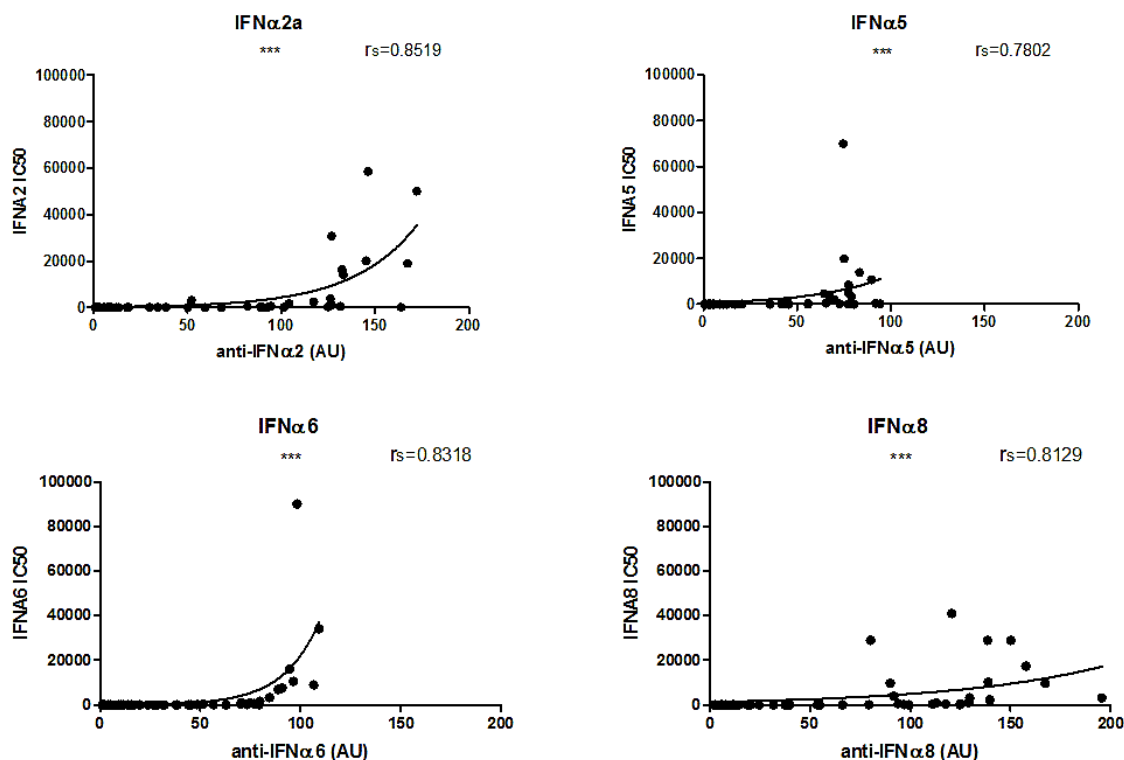 IFNα2a
*** rs=0.8519
100000
80000
60000
40000
20000
0
IFNA2 IC50
0 50 100 150 200
anti-IFNα2 (AU)
IFNα5
*** rs=0.7802
100000
80000
60000
40000
20000
0
IFNA5 IC50
0 50 100 150 200
anti-IFNα5 (AU)
IFNα6
*** rs=0.8318
100000
80000
60000
40000
20000
0
IFNA6 IC50
0 50 100 150 200
anti-IFNα6 (AU)
IFNα8
*** rs=0.8129
100000
80000
60000
40000
20000
0
IFNA8 IC50
0 50 100 150 200
anti-IFNα8 (AU)